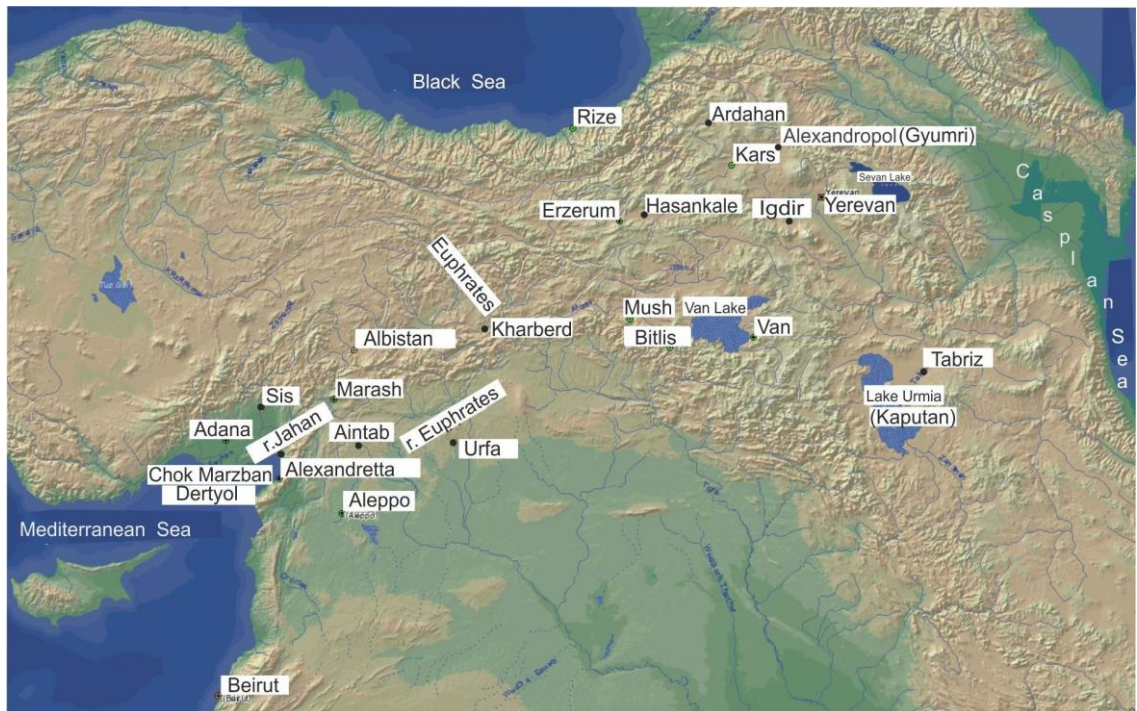 Black Sea
Rize
Ardahan
Alexandropol (Gyumri)
Kars
Sevan Lake
Yerevan
Yerevan
Caspian Sea
Erzerum
Hasankale
Igdir
Euphrates
Kharberd
Mush
Van Lake
Van
Bitlis
Albistan
Tabriz
Lake Urmia
(Kaputan)
Sis
Marash
r.Jahan
Adana
Aintab
r. Euphrates
Urfa
Chok Marzban
Alexandretta
Dertyol
Aleppo
Mediterranean Sea
Beirut